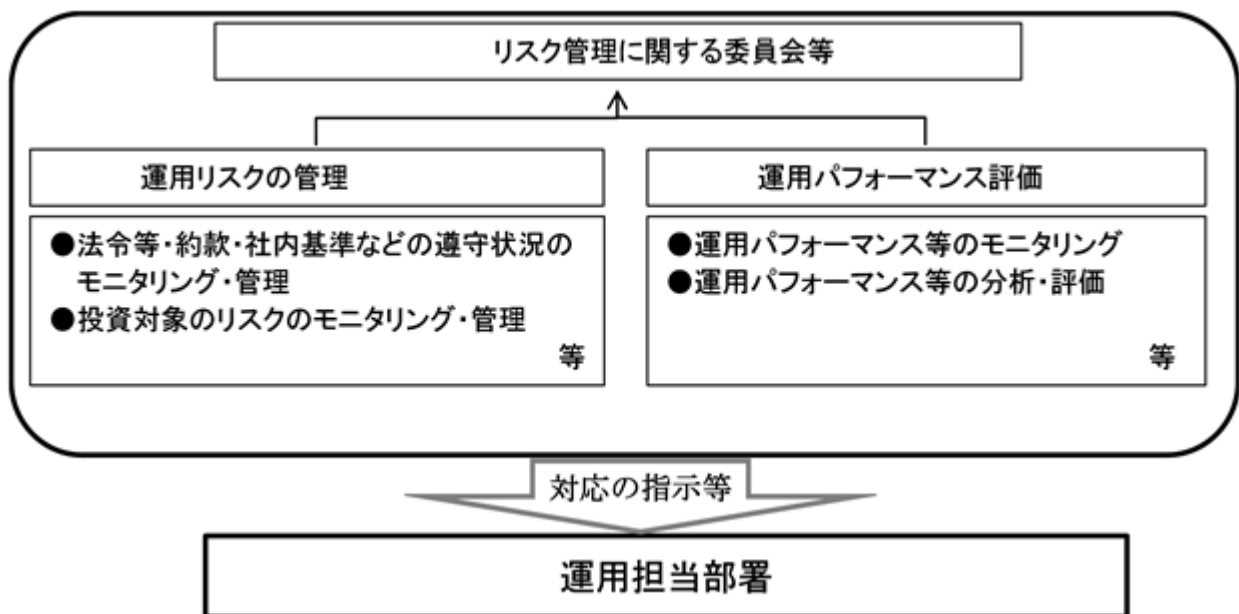 リスク管理に関する委員会等
運用リスクの管理
●法令等・約款・社内基準などの遵守状況の
モニタリング・管理
●投資対象のリスクのモニタリング・管理
等
運用パフォーマンス評価
●運用パフォーマンス等のモニタリング
●運用パフォーマンス等の分析・評価
等
対応の指示等
運用担当部署